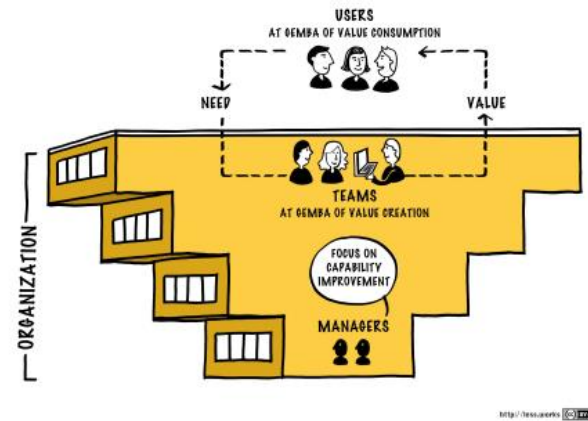 USERS
AT GEMBA OF VALUE CONSUMPTION
NEED
VALUE
TEAMS
AT GEMBA OF VALUE CREATION
ORGANIZATION
FOCUS ON
CAPABILITY
IMPROVEMENT
MANAGERS
http://less.works